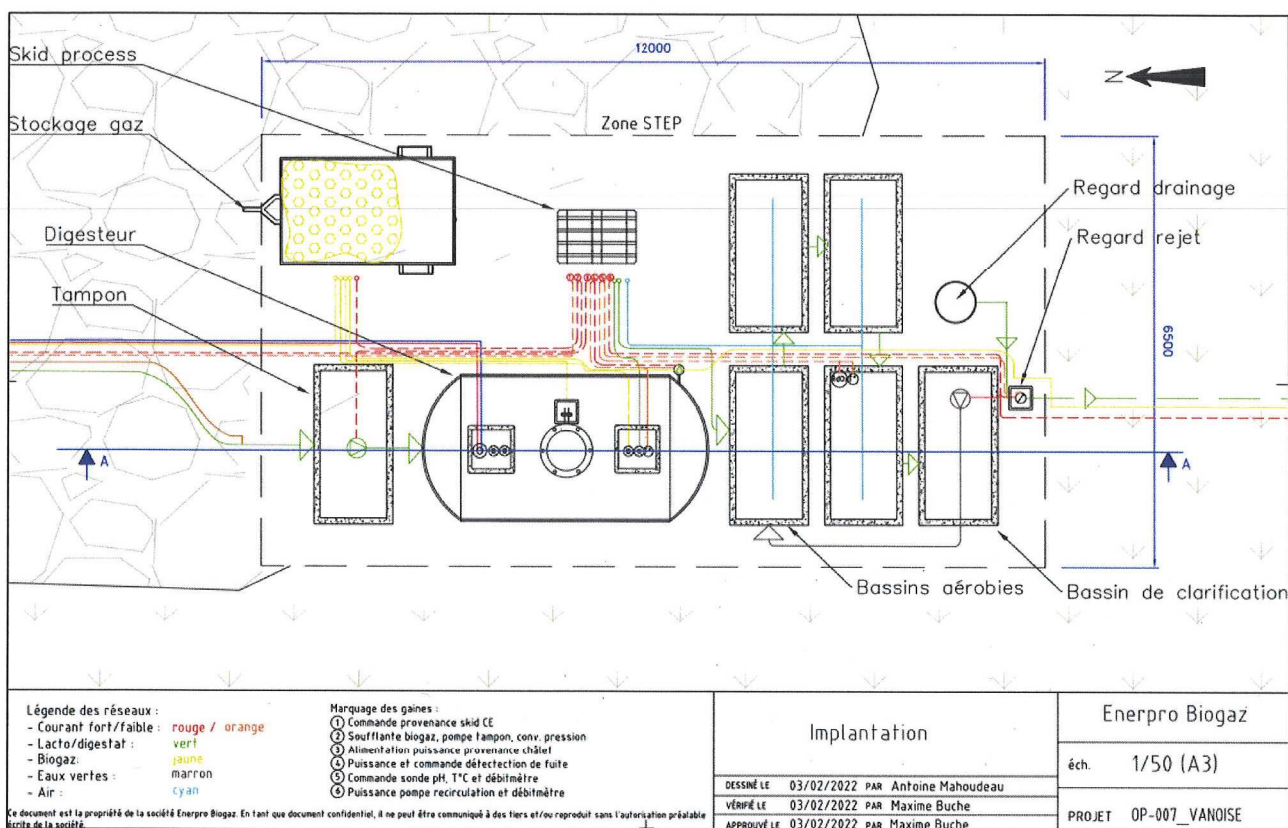 Skid process
12000
N
Stockage gaz
Zone STEP
Regard drainage
Digesteur
Regard rejet
Tampon
6500
A
A
Bassins aérobies
Bassin de clarification
Légende des réseaux :
- Courant fort/faible : rouge / orange
- Lacto/digestat : vert
- Biogaz: jaune
- Eaux vertes : marron
- Air : cyan
Marquage des gaines :
① Commande provenance skid CE
② Soufflante biogaz, pompe tampon, conv. pression
③ Alimentation puissance provenance châlet
④ Puissance et commande détectection de fuite
⑤ Commande sonde pH, T°C et débitmètre
⑥ Puissance pompe recirculation et débitmètre
Ce document est la propriété de la société Enerpro Biogaz. En tant que document confidentiel, il ne peut être communiqué à des tiers et/ou reproduit sans l'autorisation préalable
écrite de la société.
Implantation
DESSINÉ LE 03/02/2022 PAR Antoine Mahoudeau
VÉRIFIÉ LE 03/02/2022 PAR Maxime Buche
APPROUVÉ LE 03/02/2022 PAR Maxime Buche
Enerpro Biogaz
éch. 1/50 (A3)
PROJET OP-007_VANOISE